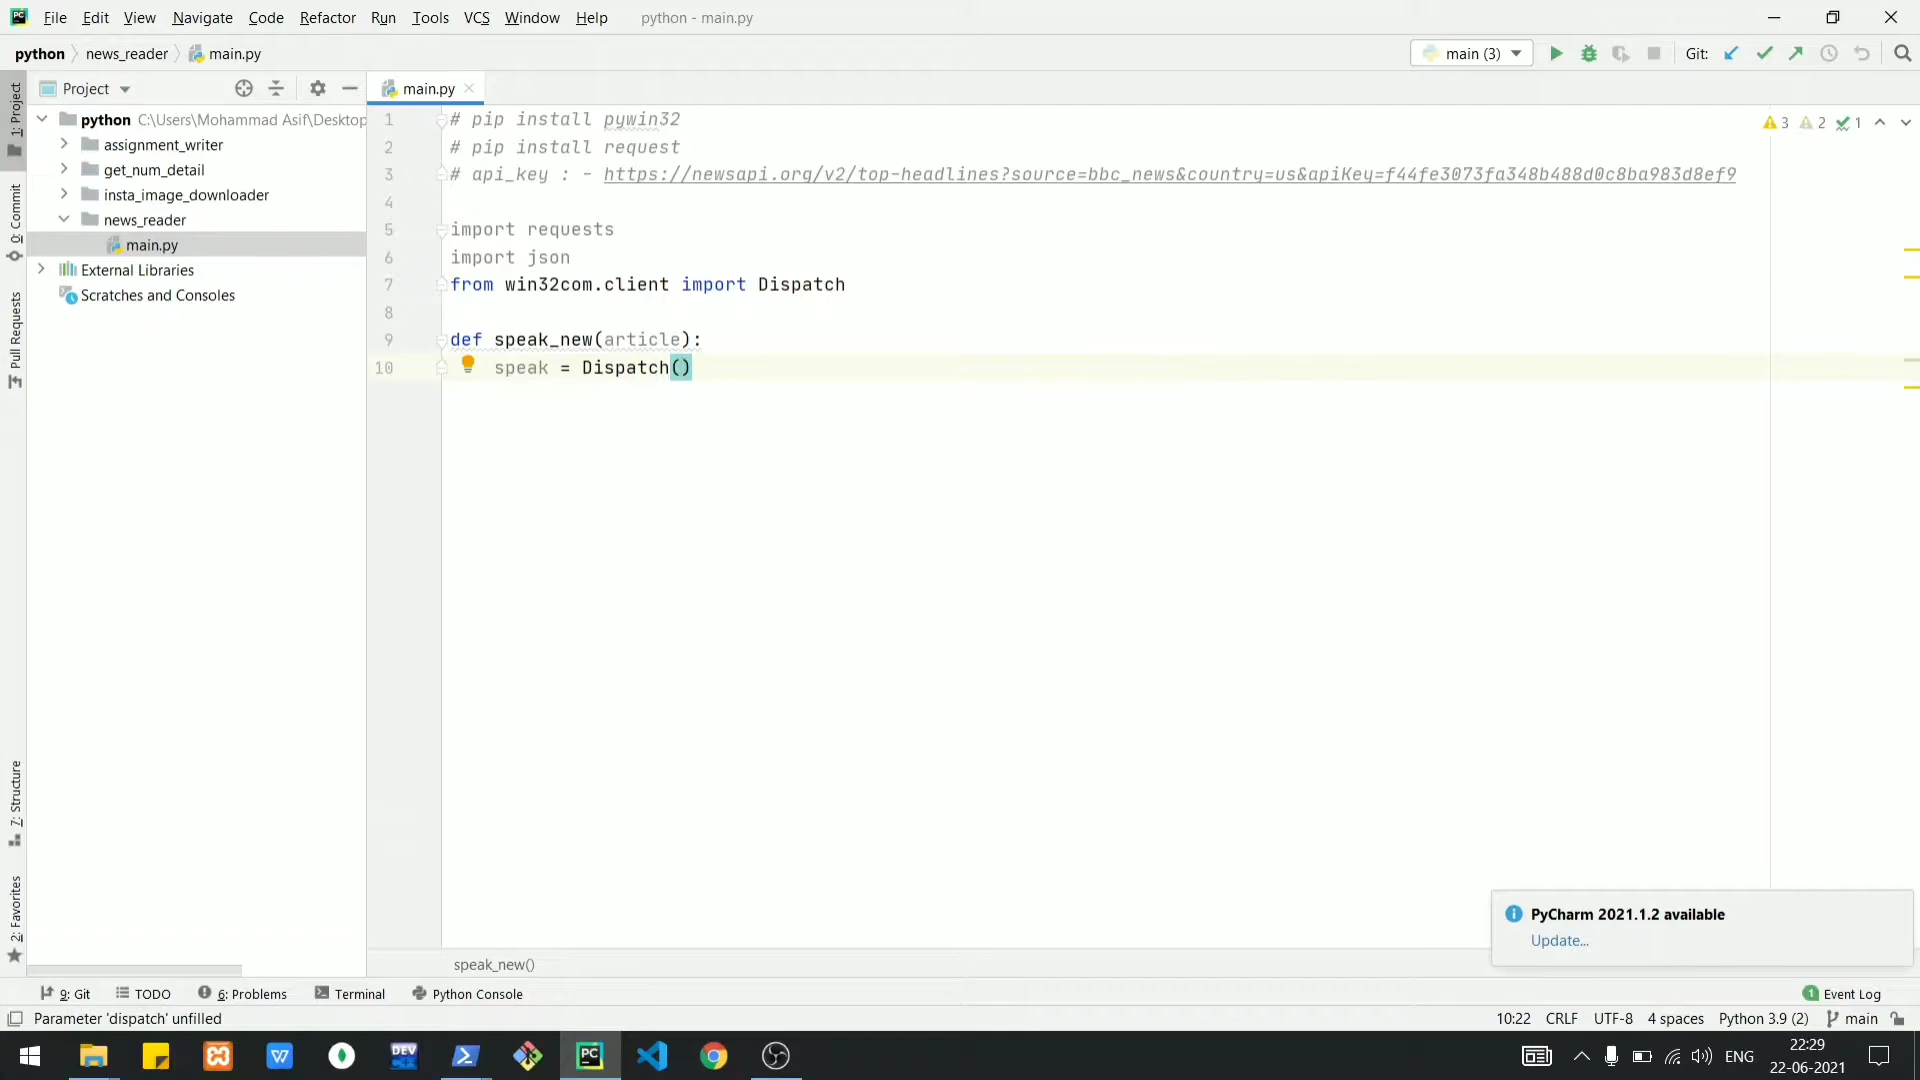 File Edit View Navigate Code Refactor Run Tools VCS Window Help python - main.py
python news_reader main.py main (3) Git:
1: Project Project main.py
python C:\Users\Mohammad Asif\Desktop
assignment_writer
get_num_detail
insta_image_downloader
news_reader
main.py
External Libraries
Scratches and Consoles
0: Commit
Pull Requests
7: Structure
2: Favorites
1 # pip install pywin32
2 # pip install request
3 # api_key : - https://newsapi.org/v2/top-headlines?source=bbc_news&country=us&apiKey=f44fe3073fa348b488d0c8ba983d8ef9
4
5 import requests
6 import json
7 from win32com.client import Dispatch
8
9 def speak_new(article):
10 speak = Dispatch()
3 2 1
PyCharm 2021.1.2 available
Update...
speak_new()
9: Git TODO 6: Problems Terminal Python Console 1 Event Log
Parameter 'dispatch' unfilled 10:22 CRLF UTF-8 4 spaces Python 3.9 (2) main
PC DEV W ENG 22:29
22-06-2021